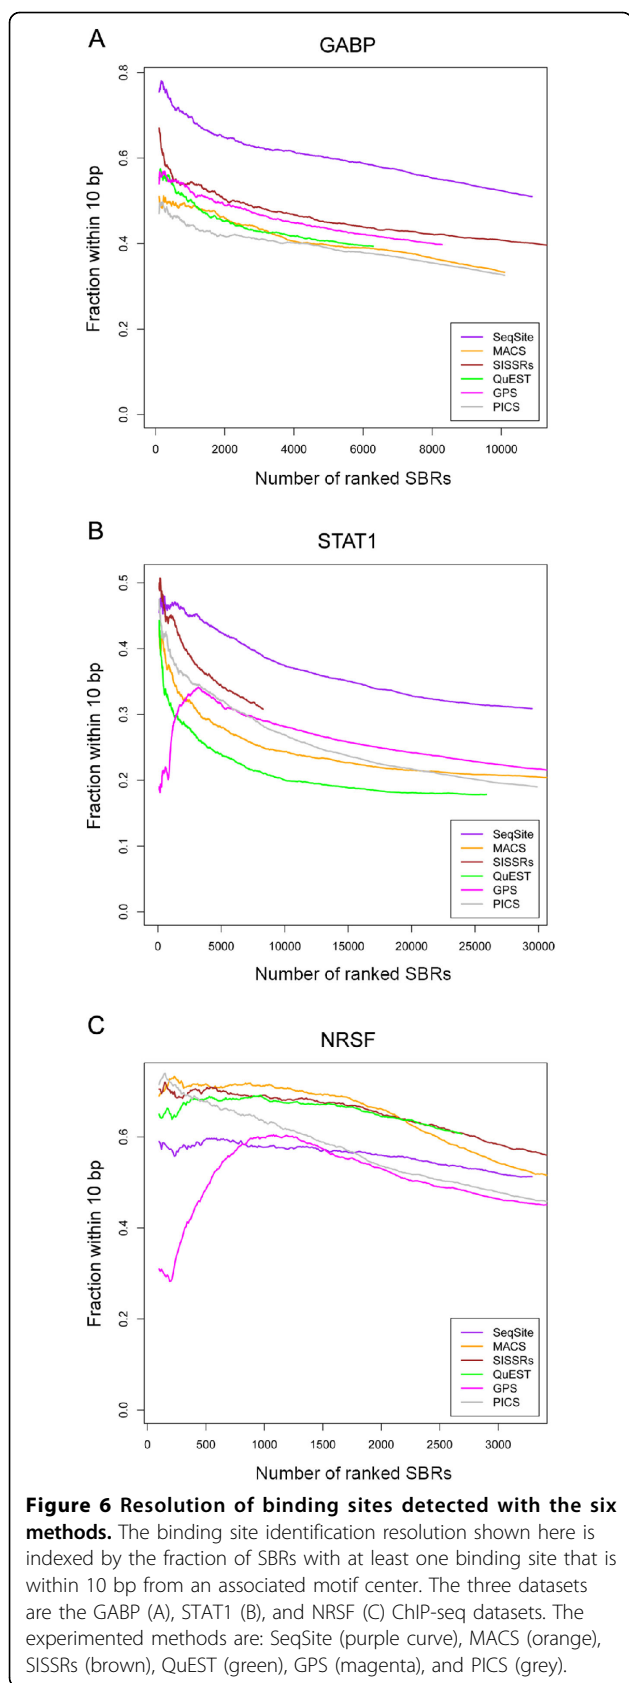 A
GABP
Fraction within 10 bp
0.8
0.6
0.4
0.2
0.0
SeqSite
MACS
SISSRs
QuEST
GPS
PICS
0 2000 4000 6000 8000 10000
Number of ranked SBRs
B
STAT1
Fraction within 10 bp
0.5
0.4
0.3
0.2
0.1
0.0
SeqSite
MACS
SISSRs
QuEST
GPS
PICS
0 5000 10000 15000 20000 25000 30000
Number of ranked SBRs
C
NRSF
Fraction within 10 bp
0.6
0.4
0.2
0.0
SeqSite
MACS
SISSRs
QuEST
GPS
PICS
0 500 1000 1500 2000 2500 3000
Number of ranked SBRs
Figure 6 Resolution of binding sites detected with the six
methods. The binding site identification resolution shown here is
indexed by the fraction of SBRs with at least one binding site that is
within 10 bp from an associated motif center. The three datasets
are the GABP (A), STAT1 (B), and NRSF (C) ChIP-seq datasets. The
experimented methods are: SeqSite (purple curve), MACS (orange),
SISSRs (brown), QuEST (green), GPS (magenta), and PICS (grey).